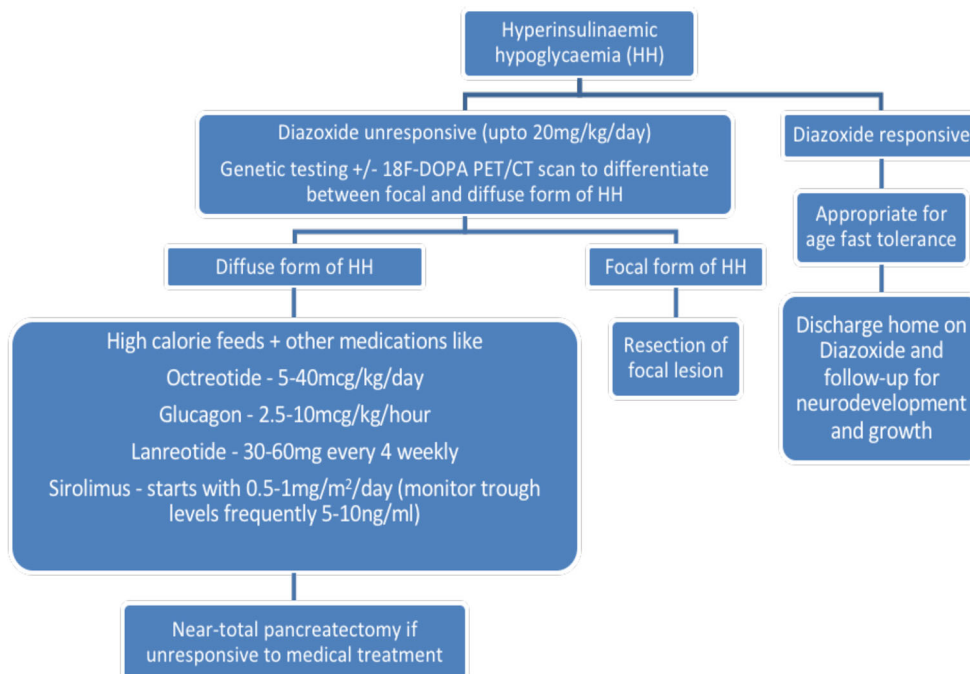 Hyperinsulinaemic
hypoglycaemia (HH)
Diazoxide unresponsive (upto 20mg/kg/day)
Genetic testing +/- 18F-DOPA PET/CT scan to differentiate
between focal and diffuse form of HH
Diazoxide responsive
Appropriate for
age fast tolerance
Diffuse form of HH
Focal form of HH
High calorie feeds + other medications like
Octreotide - 5-40mcg/kg/day
Glucagon - 2.5-10mcg/kg/hour
Lanreotide - 30-60mg every 4 weekly
Sirolimus - starts with 0.5-1mg/m²/day (monitor trough
levels frequently 5-10ng/ml)
Resection of
focal lesion
Discharge home on
Diazoxide and
follow-up for
neurodevelopment
and growth
Near-total pancreatectomy if
unresponsive to medical treatment